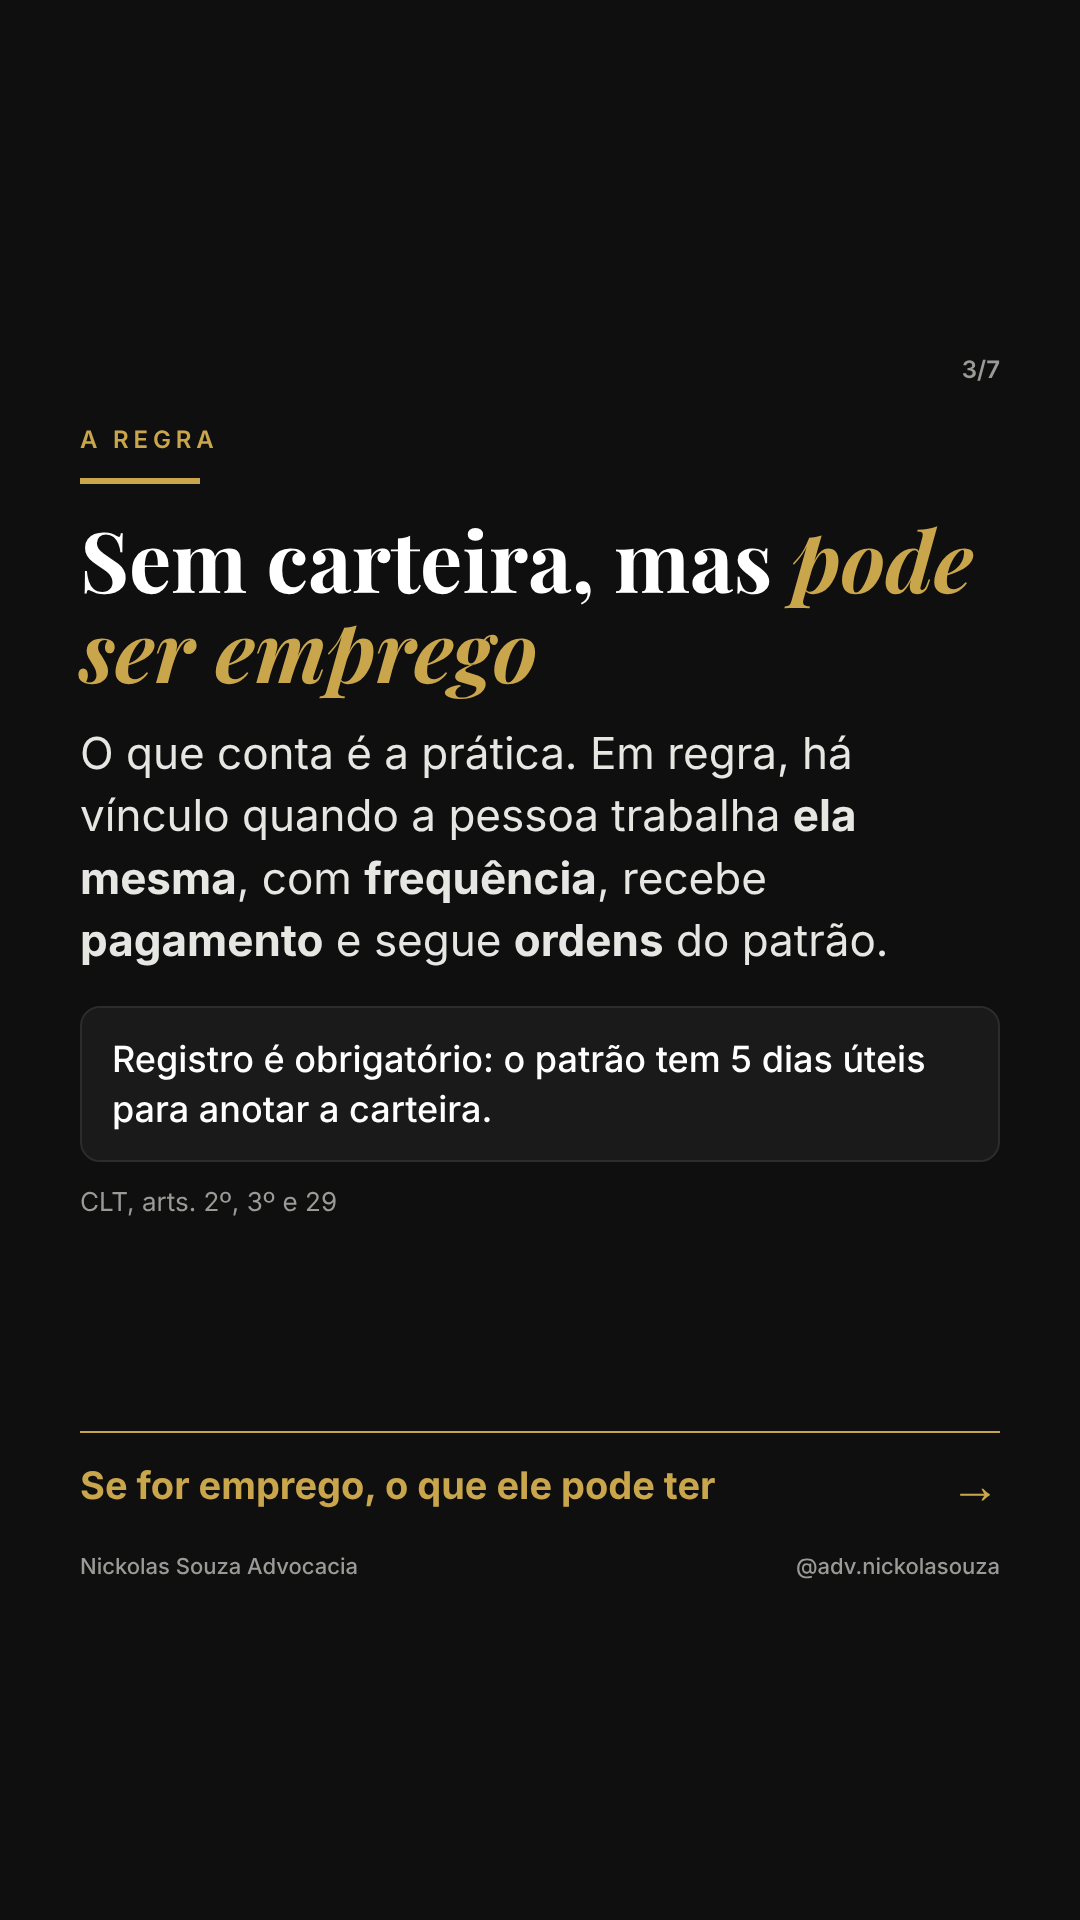 3/7
A REGRA
Sem carteira, mas pode
ser emprego
O que conta é a prática. Em regra, há
vínculo quando a pessoa trabalha ela
mesma, com frequência, recebe
pagamento e segue ordens do patrão.
Registro é obrigatório: o patrão tem 5 dias úteis
para anotar a carteira.
CLT, arts. 2º, 3º e 29
Se for emprego, o que ele pode ter →
Nickolas Souza Advocacia @adv.nickolasouza